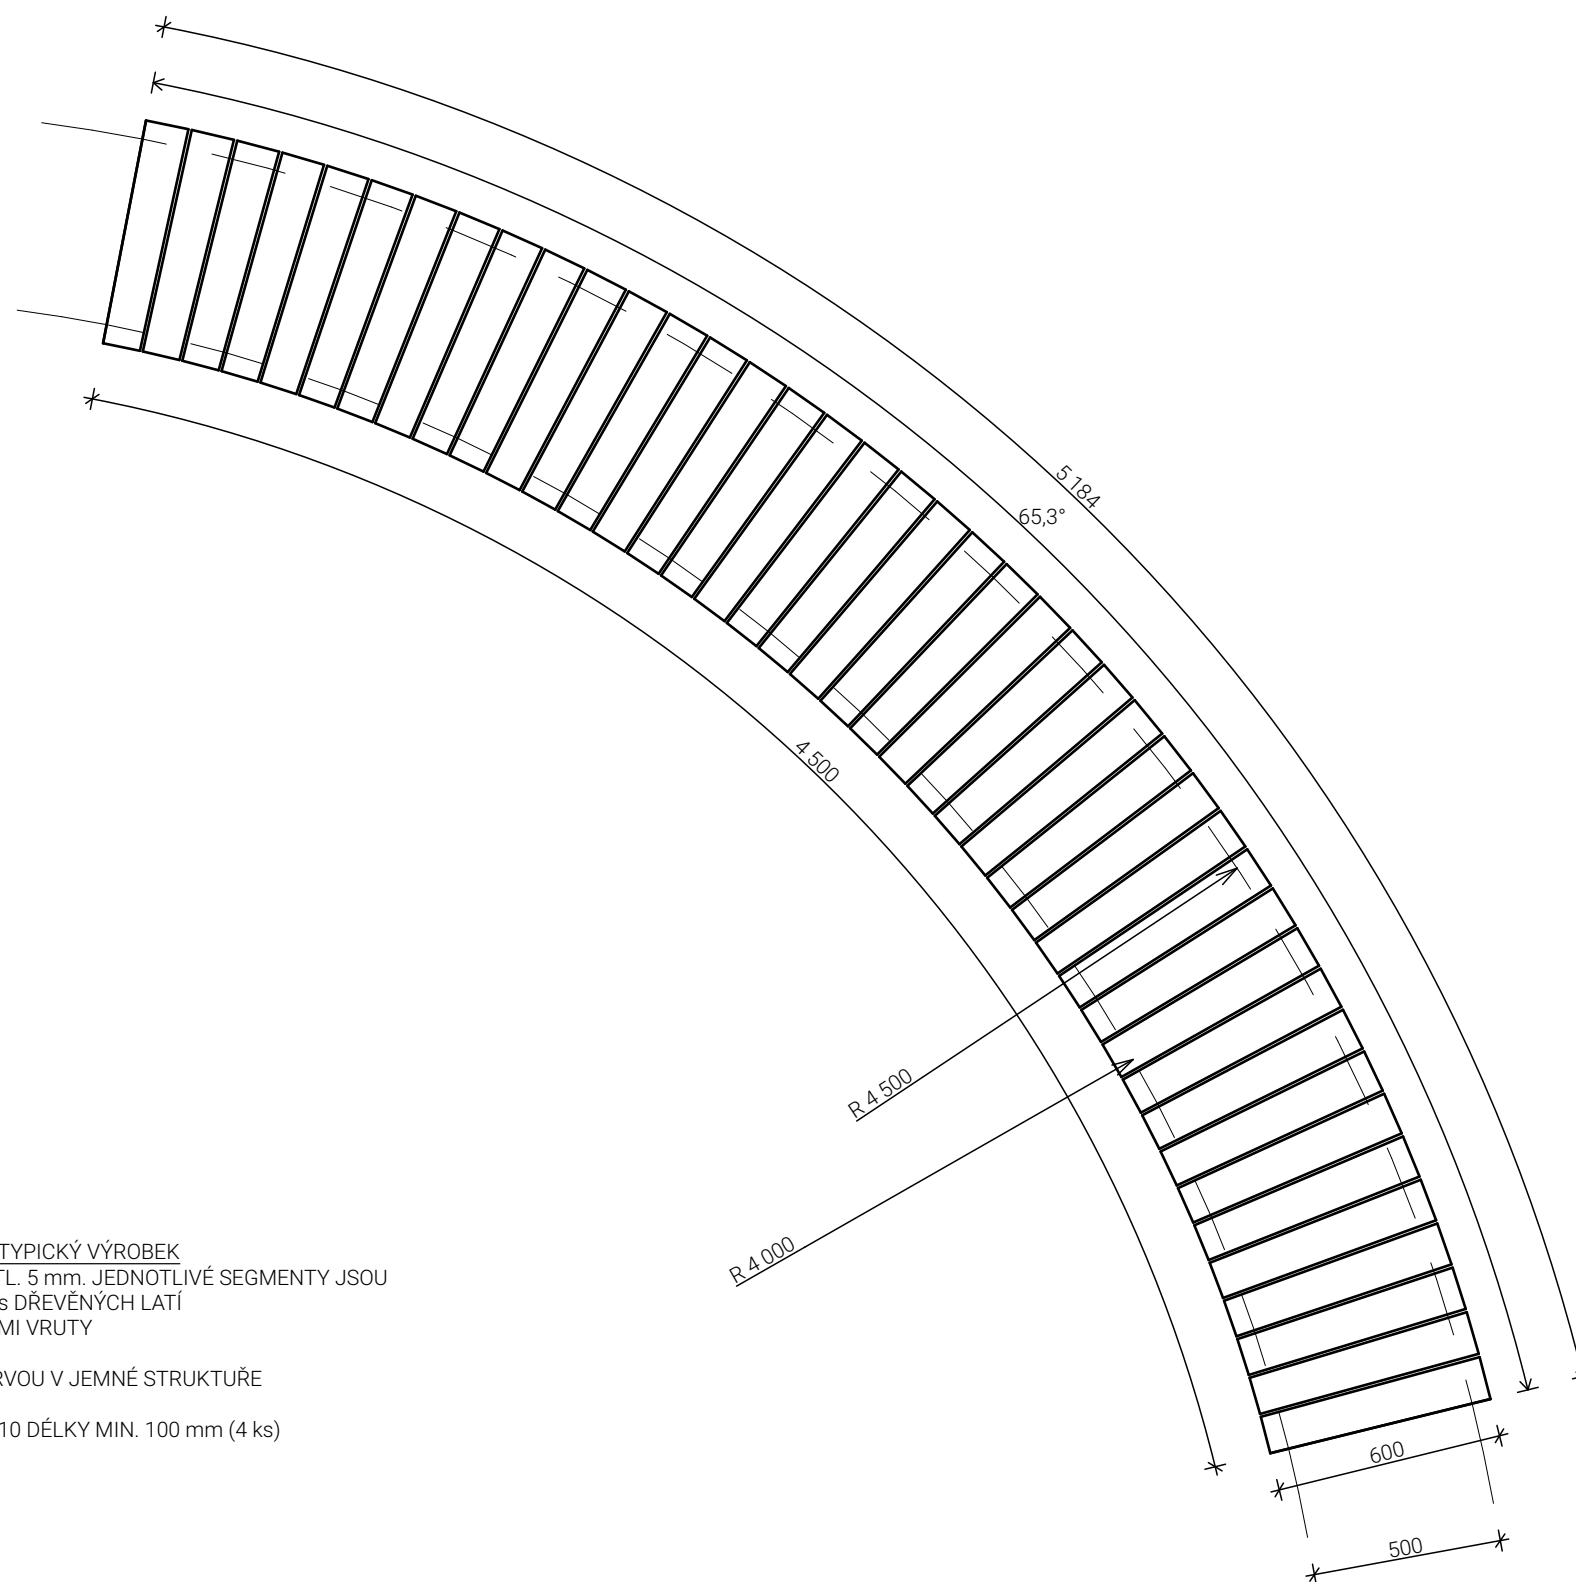 5 184
65,3°
4 500
R 4 500
R 4 000
TYPICKÝ VÝROBEK
TL. 5 mm. JEDNOTLIVÉ SEGMENTY JSOU
s DŘEVĚNÝCH LATÍ
MI VRUTY
RVOU V JEMNÉ STRUKTUŘE
10 DÉLKY MIN. 100 mm (4 ks)
600
500